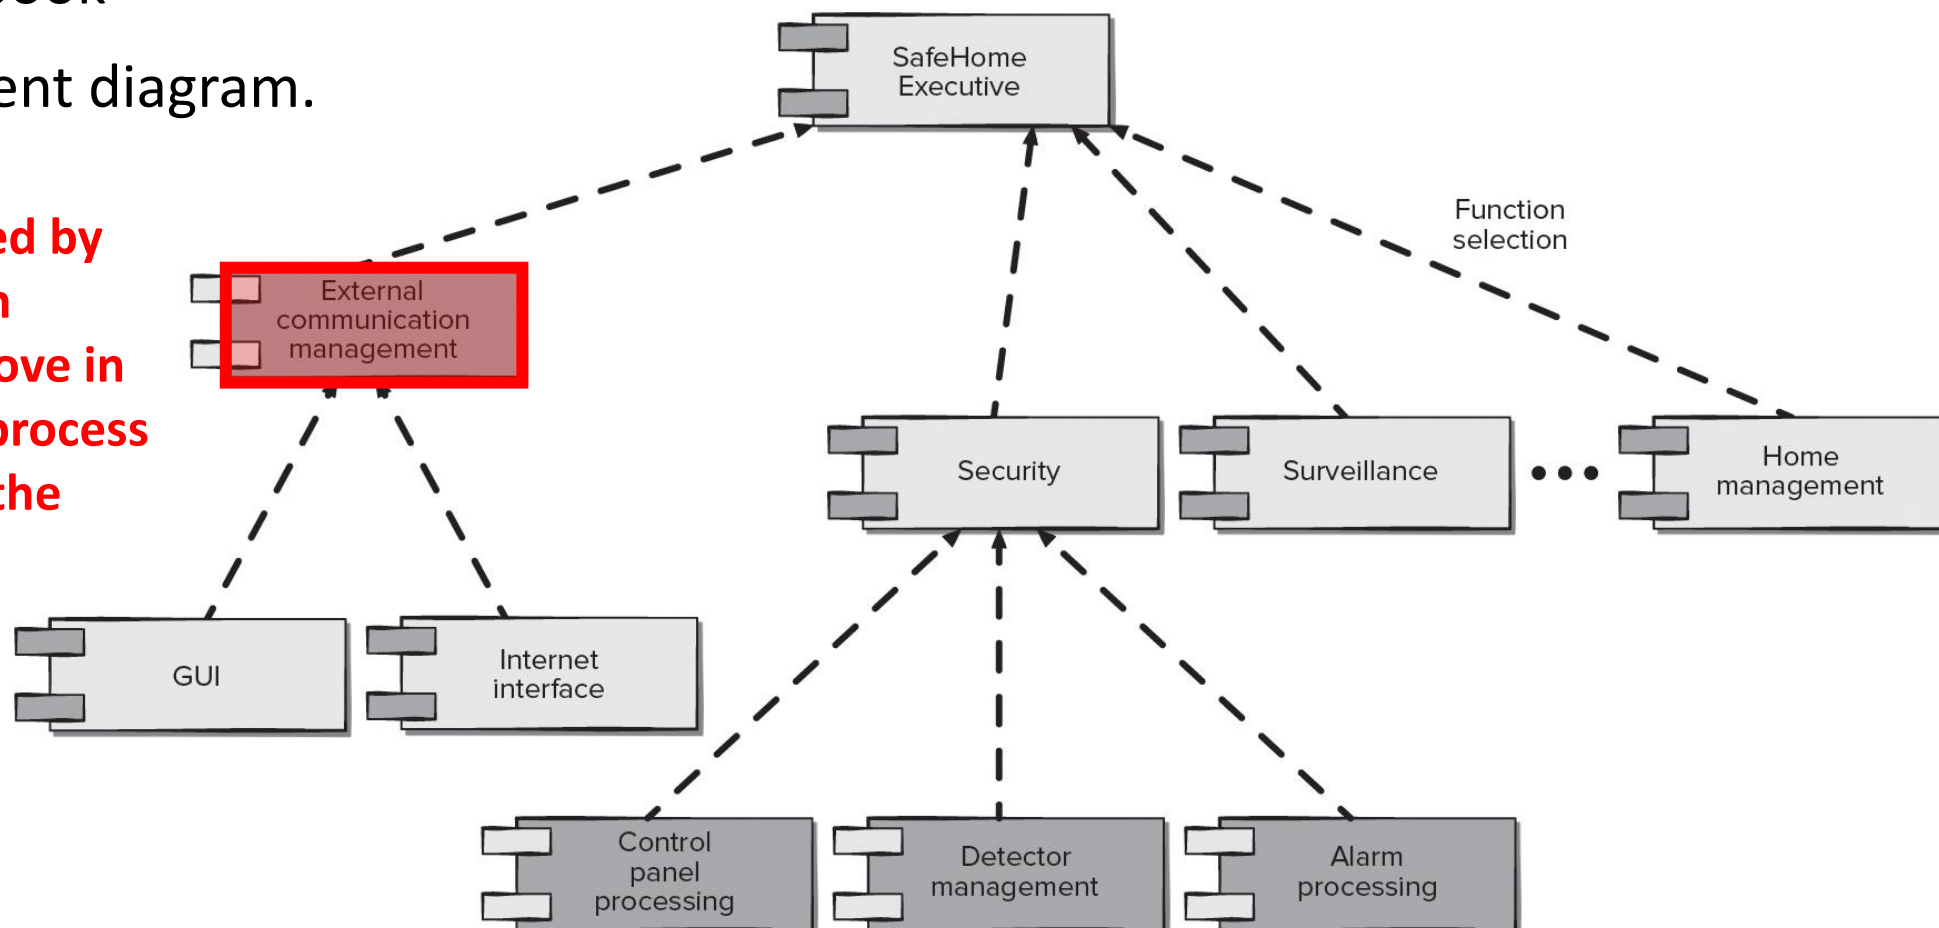 ent diagram.
ed by
ove in
process
the
SafeHome
Executive
Function
selection
External
communication
management
Security
Surveillance
Home
management
GUI
Internet
interface
Control
panel
processing
Detector
management
Alarm
processing